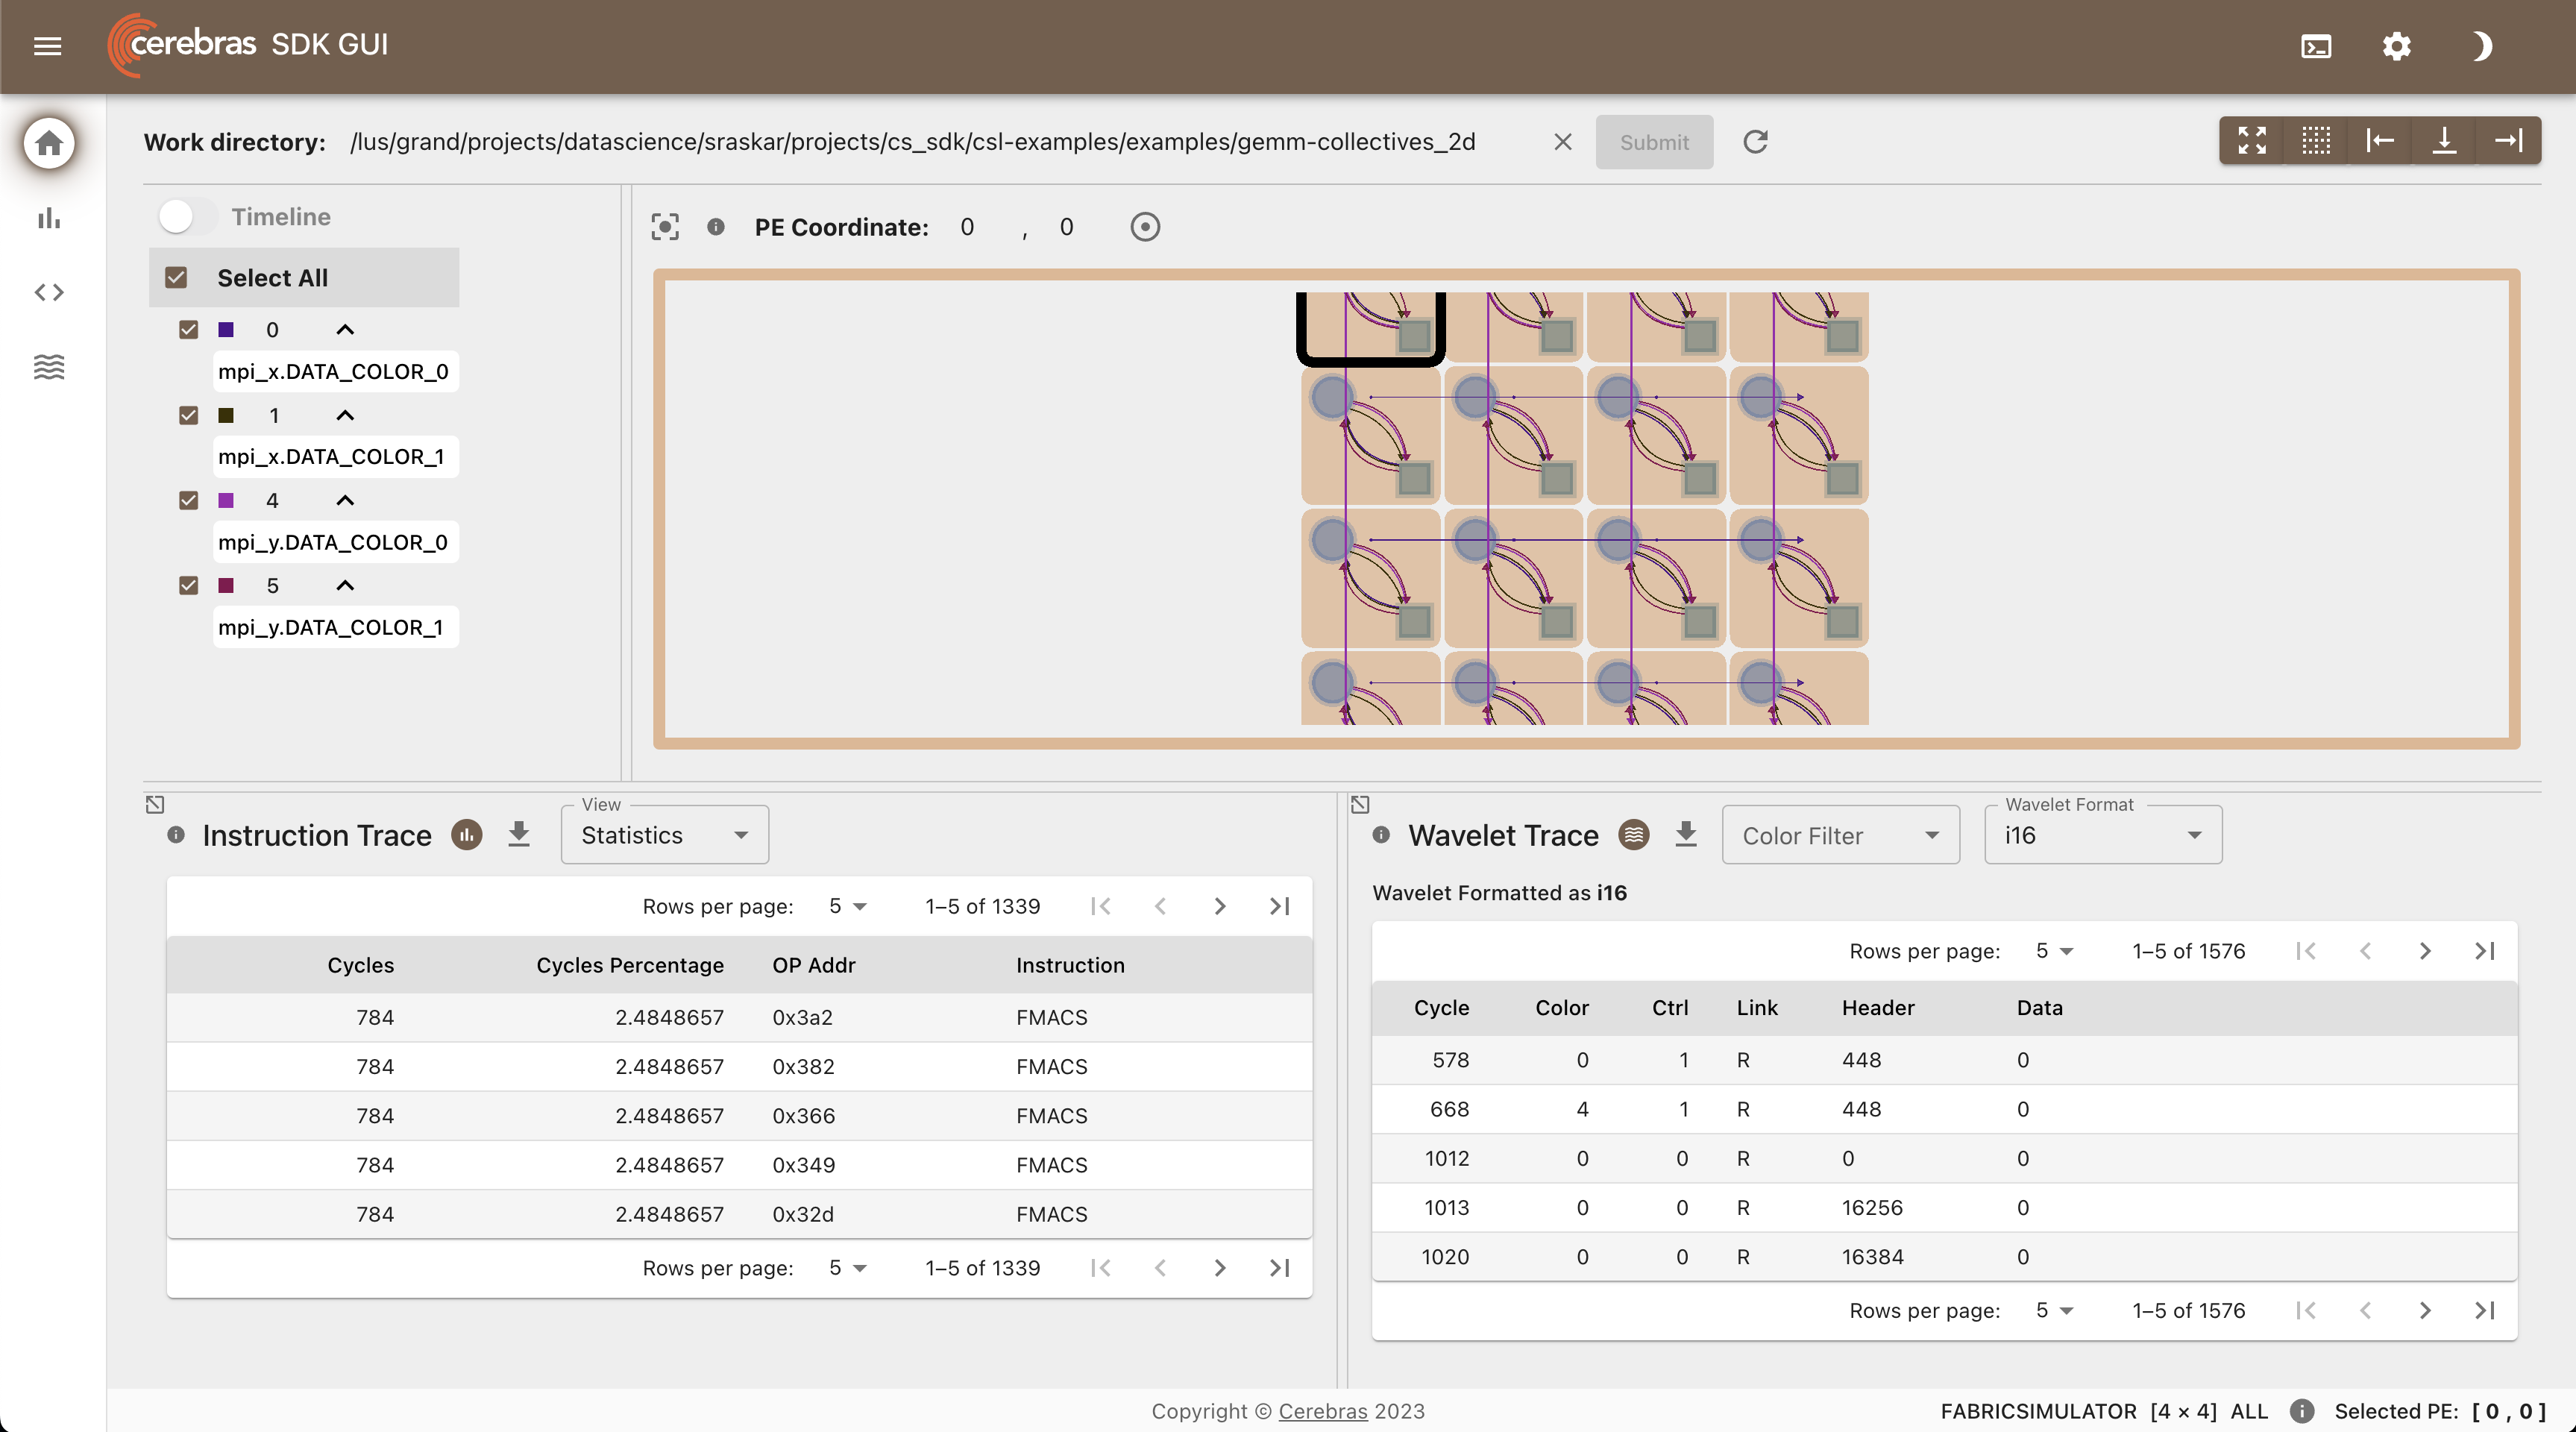 cerebras SDK GUI
Work directory: /lus/grand/projects/datascience/sraskar/projects/cs_sdk/csl-examples/examples/gemm-collectives_2d Submit
Timeline
Select All
0
mpi_x.DATA_COLOR_0
1
mpi_x.DATA_COLOR_1
4
mpi_y.DATA_COLOR_0
5
mpi_y.DATA_COLOR_1
PE Coordinate: 0 , 0
Instruction Trace
View
Statistics
Rows per page: 5 1–5 of 1339
Cycles Cycles Percentage OP Addr Instruction
784 2.4848657 0x3a2 FMACS
784 2.4848657 0x382 FMACS
784 2.4848657 0x366 FMACS
784 2.4848657 0x349 FMACS
784 2.4848657 0x32d FMACS
Rows per page: 5 1–5 of 1339
Wavelet Trace
Color Filter
Wavelet Format
i16
Wavelet Formatted as i16
Rows per page: 5 1–5 of 1576
Cycle Color Ctrl Link Header Data
578 0 1 R 448 0
668 4 1 R 448 0
1012 0 0 R 0 0
1013 0 0 R 16256 0
1020 0 0 R 16384 0
Rows per page: 5 1–5 of 1576
Copyright © Cerebras 2023
FABRICSIMULATOR [4 × 4] ALL Selected PE: [ 0 , 0 ]